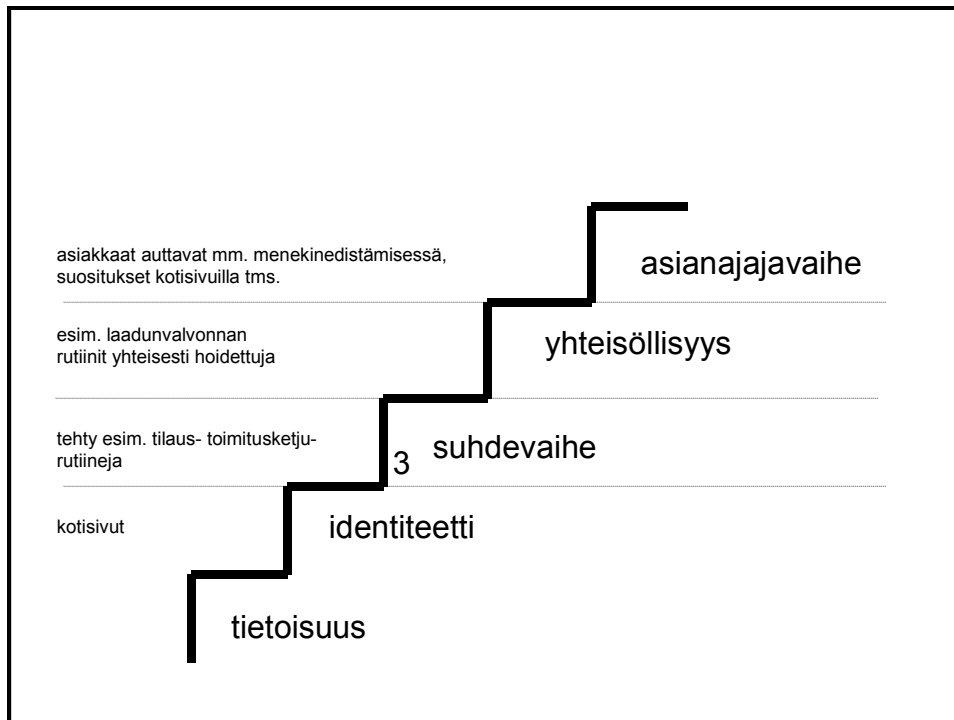 asiakkaat auttavat mm. menekinedistämisessä,
suositukset kotisivuilla tms.
asianajajavaihe
esim. laadunvalvonnan
rutiinit yhteisesti hoidettuja
yhteisöllisyys
tehty esim. tilaus- toimitusketju-
rutiineja
3 suhdevaihe
kotisivut
identiteetti
tietoisuus